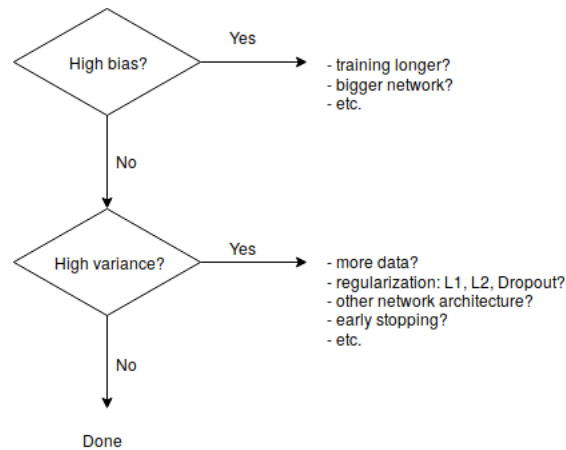 High bias?
Yes
- training longer?
- bigger network?
- etc.
No
High variance?
Yes
- more data?
- regularization: L1, L2, Dropout?
- other network architecture?
- early stopping?
- etc.
No
Done